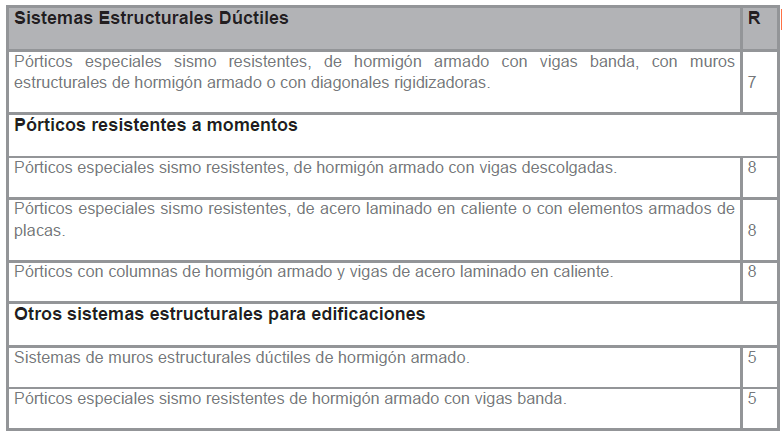 Sistemas Estructurales Dúctiles R
Pórticos especiales sismo resistentes, de hormigón armado con vigas banda, con muros
estructurales de hormigón armado o con diagonales rigidizadoras. 7
Pórticos resistentes a momentos
Pórticos especiales sismo resistentes, de hormigón armado con vigas descolgadas. 8
Pórticos especiales sismo resistentes, de acero laminado en caliente o con elementos armados de
placas. 8
Pórticos con columnas de hormigón armado y vigas de acero laminado en caliente. 8
Otros sistemas estructurales para edificaciones
Sistemas de muros estructurales dúctiles de hormigón armado. 5
Pórticos especiales sismo resistentes de hormigón armado con vigas banda. 5